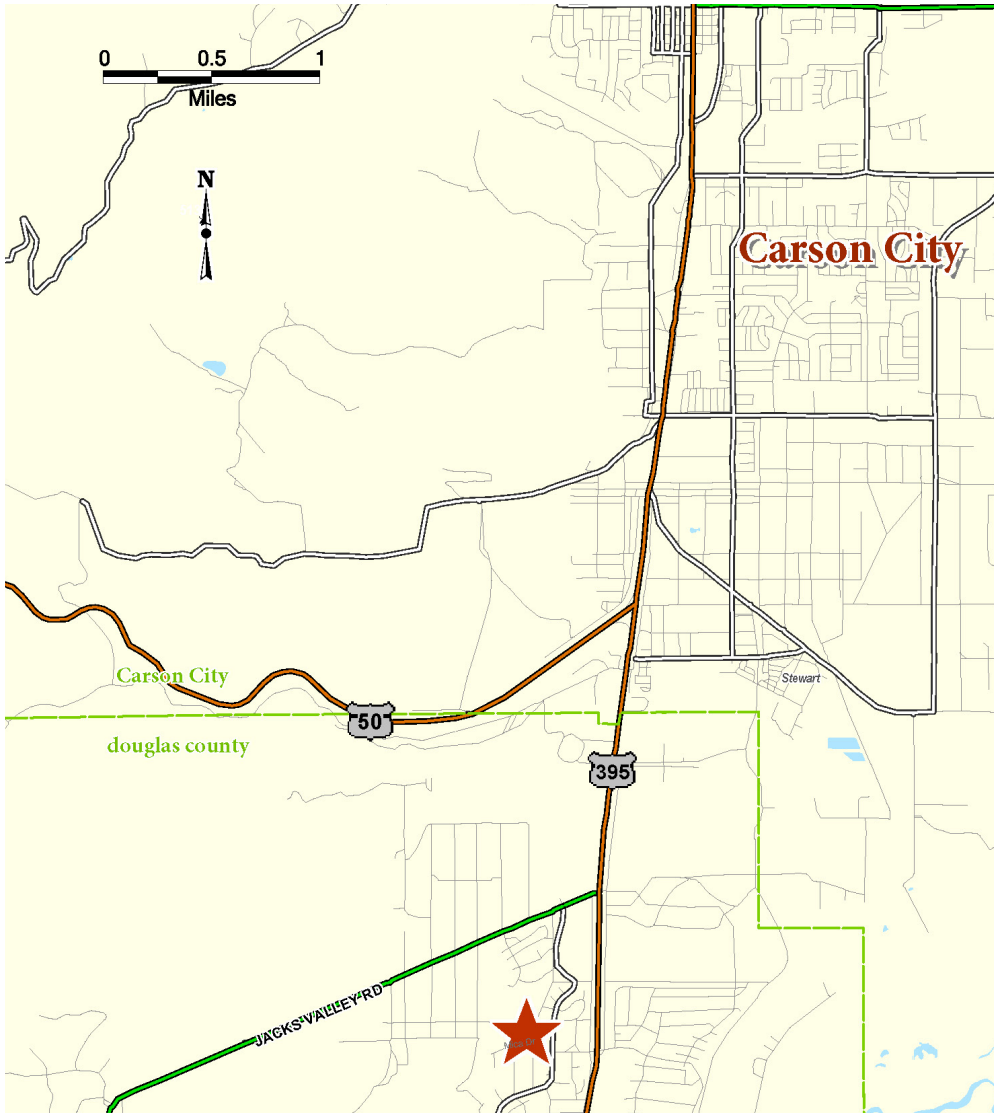 0 0.5 1
Miles
N
Carson City
Stewart
Carson City
50
douglas county
395
JACKS VALLEY RD